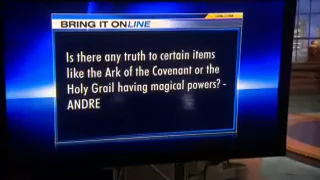 BRING IT ONLINE
Is there any truth to certain items
like the Ark of the Covenant or the
Holy Grail having magical powers? -
ANDRE